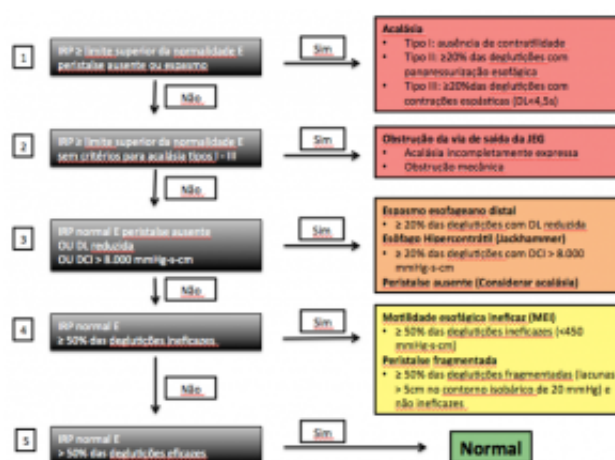 1
IRP ≥ limite superior da normalidade E
peristalse ausente ou espasmo
Sim
Acalásia
• Tipo I: ausência de contratilidade
• Tipo II: ≥20% das deglutições com
panpressurização esofágica
• Tipo III: ≥20%das deglutições com
contrações espásticas (DL<4,5s)
Não
2
IRP ≥ limite superior da normalidade E
sem critérios para acalásia tipos I - III
Sim
Obstrução da via de saída da JEG
• Acalásia incompletamente expressa
• Obstrução mecânica
Não
3
IRP normal E peristalse ausente
OU DL reduzida
OU DCI > 8.000 mmHg-s-cm
Sim
Espasmo esofageano distal
• ≥ 20% das deglutições com DL reduzida
Esôfago Hipercontrátil (Jackhammer)
• ≥ 20% das deglutições com DCI > 8.000
mmHg-s-cm
Peristalse ausente (Considerar acalásia)
Não
4
IRP normal E
≥ 50% das deglutições ineficazes
Sim
Motilidade esofágica Ineficaz (MEI)
• ≥ 50% das deglutições ineficazes (<450
mmHg-s-cm)
Peristalse fragmentada
• ≥ 50% das deglutições fragmentadas (lacunas
> 5cm no contorno isobárico de 20 mmHg) e
não ineficazes
Não
5
IRP normal E
> 50% das deglutições eficazes
Sim
Normal